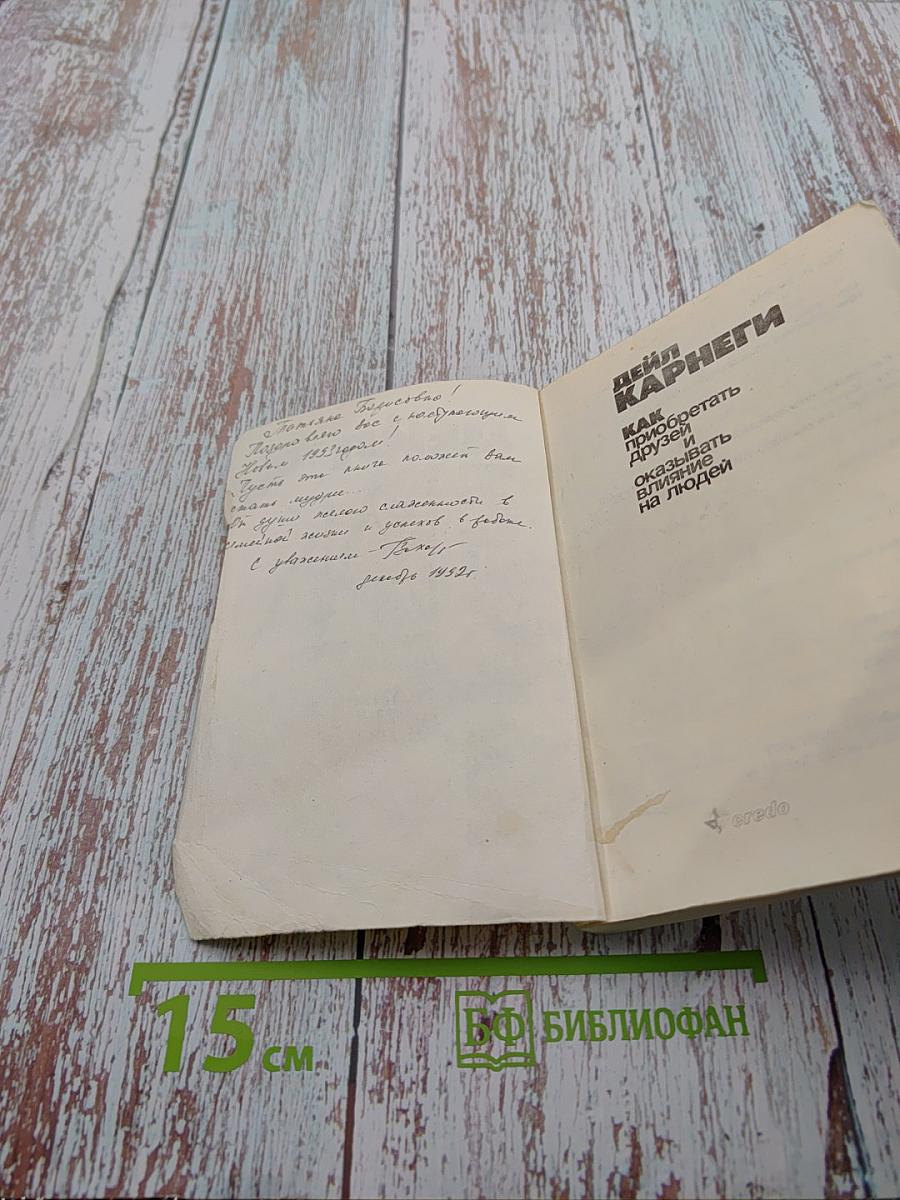 Татьяна Борисовна!
Поздравляю вас с наступающим
Новым 1993 годом!
Пусть эта книга поможет вам
стать мудрее...
От души желаю слаженности в
семейной жизни и успехов в работе.
С уважением
декабрь 1992 г.
ДЕЙЛ
КАРНЕГИ
КАК
приобретать
друзей
и
оказывать
влияние
на людей
credo
15 см
БФ БИБЛИОФАН